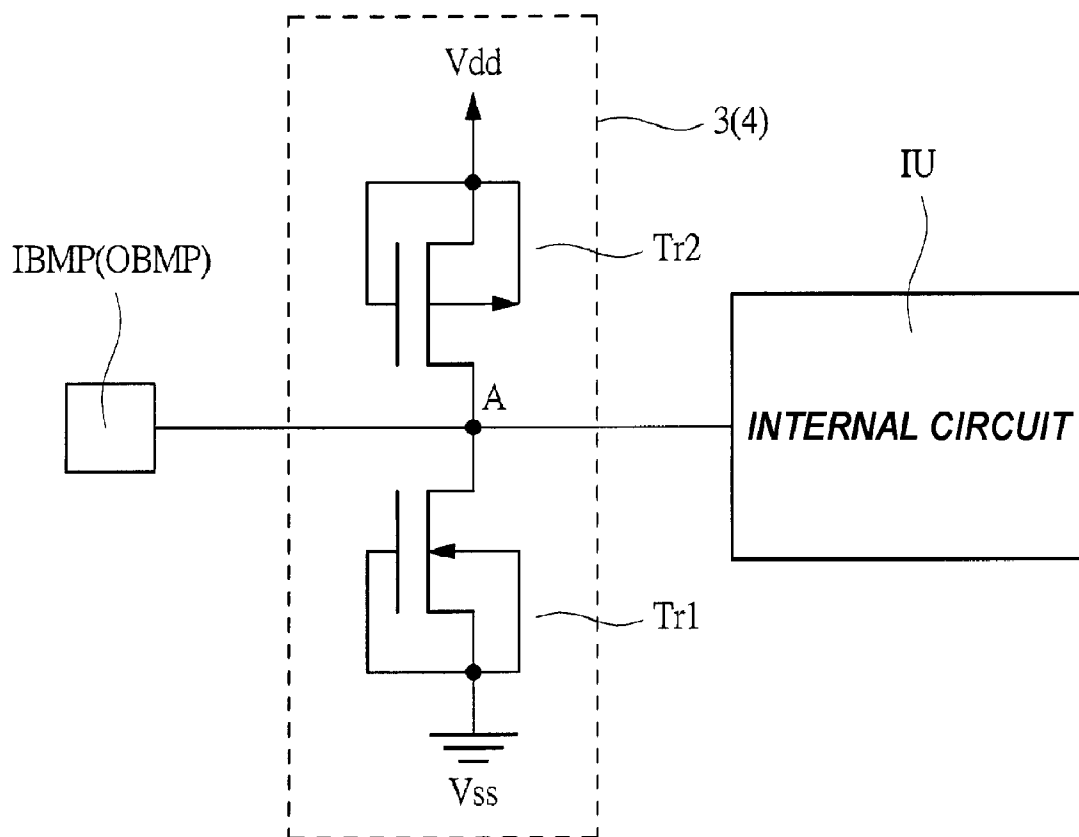 Vdd
3(4)
IU
Tr2
IBMP(OBMP)
A
INTERNAL CIRCUIT
Tr1
Vss